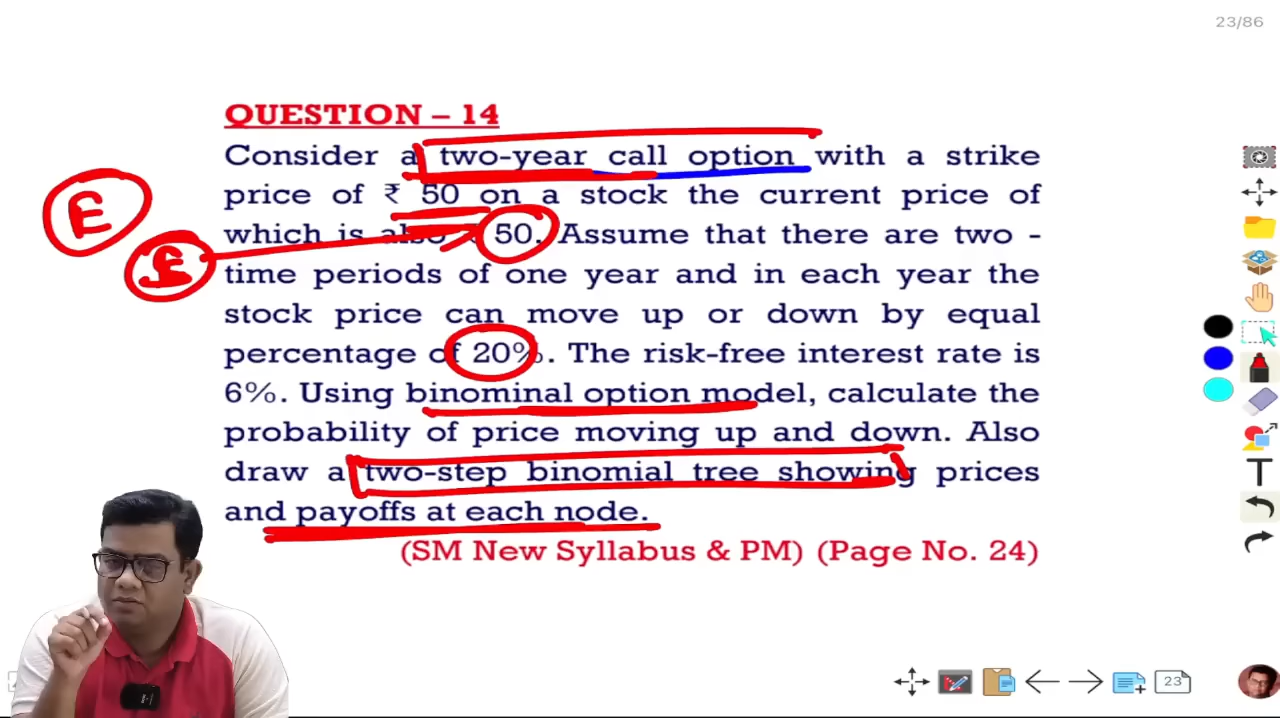 23/86
QUESTION – 14
Consider a two-year call option with a strike
price of ₹ 50 on a stock the current price of
which is also ₹ 50. Assume that there are two -
time periods of one year and in each year the
stock price can move up or down by equal
percentage of 20%. The risk-free interest rate is
6%. Using binominal option model, calculate the
probability of price moving up and down. Also
draw a two-step binomial tree showing prices
and payoffs at each node.
(SM New Syllabus & PM) (Page No. 24)
E
T
23